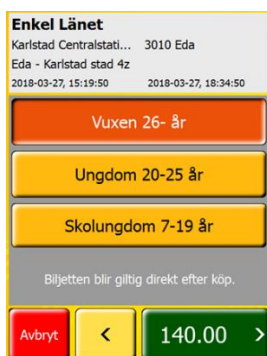 Enkel Länet
Karlstad Centralstati... 3010 Eda
Eda - Karlstad stad 4z
2018-03-27, 15:19:50 2018-03-27, 18:34:50
Vuxen 26- år
Ungdom 20-25 år
Skolungdom 7-19 år
Biljetten blir giltig direkt efter köp.
Avbryt < 140.00 >